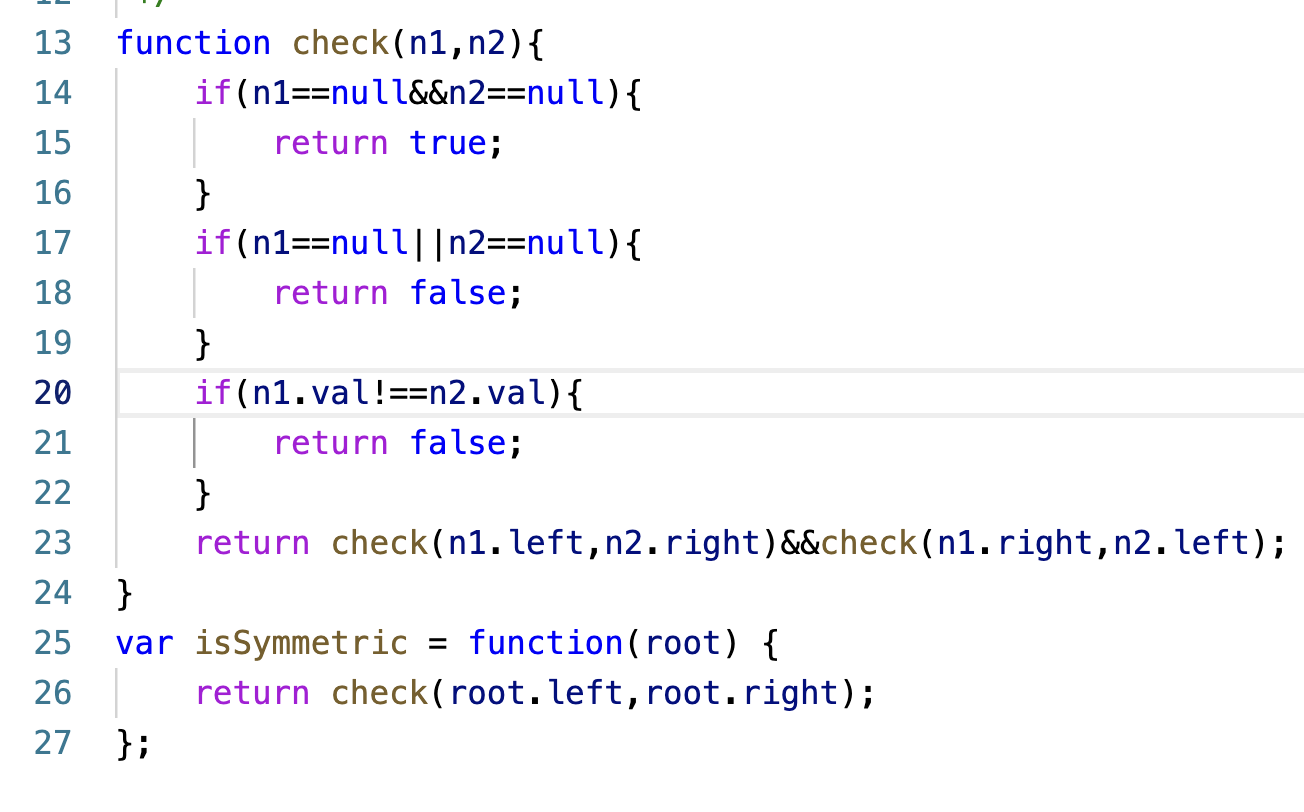 12 */
13 function check(n1,n2){
14 if(n1==null&&n2==null){
15 return true;
16 }
17 if(n1==null||n2==null){
18 return false;
19 }
20 if(n1.val!==n2.val){
21 return false;
22 }
23 return check(n1.left,n2.right)&&check(n1.right,n2.left);
24 }
25 var isSymmetric = function(root) {
26 return check(root.left,root.right);
27 };